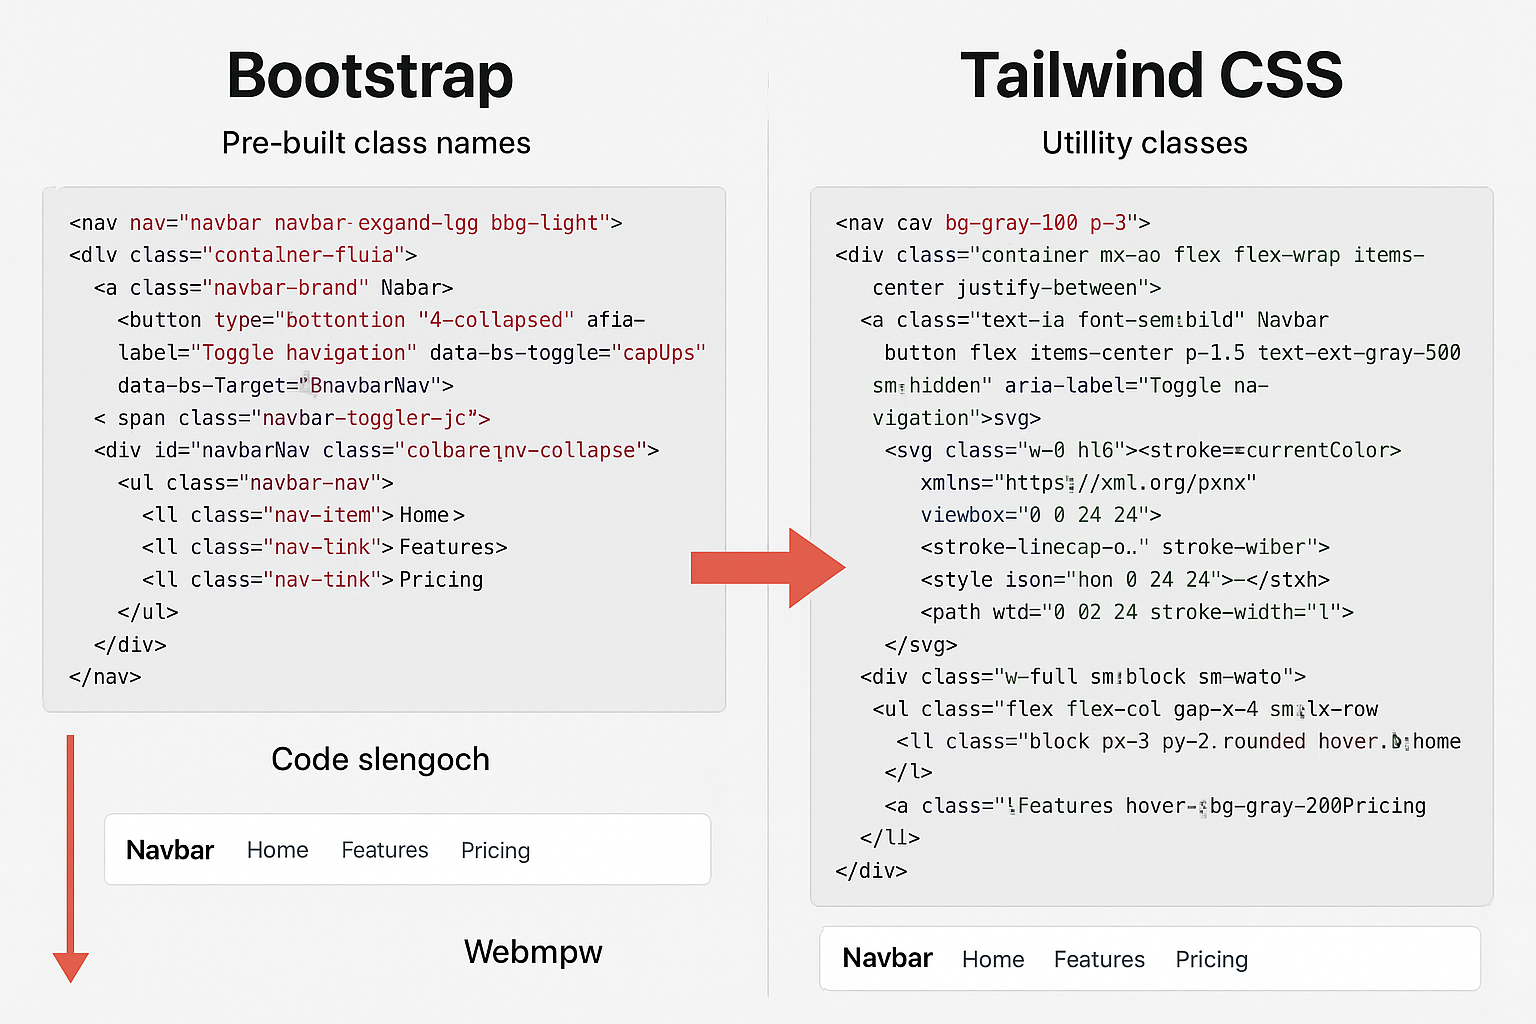 Bootstrap
Pre-built class names
<nav nav="navbar navbar- exgand-lgg bbg-light">
<dlv class="contalner-fluia">
<a class="navbar-brand" Nabar>
<button type="bottontion "4-collapsed" afia-
label="Toggle havigation" data-bs-toggle="capUps"
data-bs-Target="BnavbarNav">
< span class="navbar-toggler-jc">
<div id="navbarNav class="colbare nv-collapse">
<ul class="navbar-nav">
<ll class="nav-item"> Home >
<ll class="nav-link"> Features>
<ll class="nav-tink"> Pricing
</ul>
</div>
</nav>
Code slengoch
Navbar Home Features Pricing
Webmpw
Tailwind CSS
Utillity classes
<nav cav bg-gray-100 p-3">
<div class="container mx-ao flex flex-wrap items-
center justify-between">
<a class="text-ia font-sem:bild" Navbar
button flex items-center p-1.5 text-ext-gray-500
sm:hidden" aria-label="Toggle na-
vigation">svg>
<svg class="w-0 hl6"><stroke==currentColor>
xmlns="https://xml.org/pxnx"
viewbox="0 0 24 24">
<stroke-linecap-o.." stroke-wiber">
<style ison="hon 0 24 24">-</stxh>
<path wtd="0 02 24 stroke-width="l">
</svg>
<div class="w-full sm:block sm-wato">
<ul class="flex flex-col gap-x-4 sm:lx-row
<ll class="block px-3 py-2. rounded hover. home
</l>
<a class="!Features hover- bg-gray-200Pricing
</ll>
</div>
Navbar Home Features Pricing